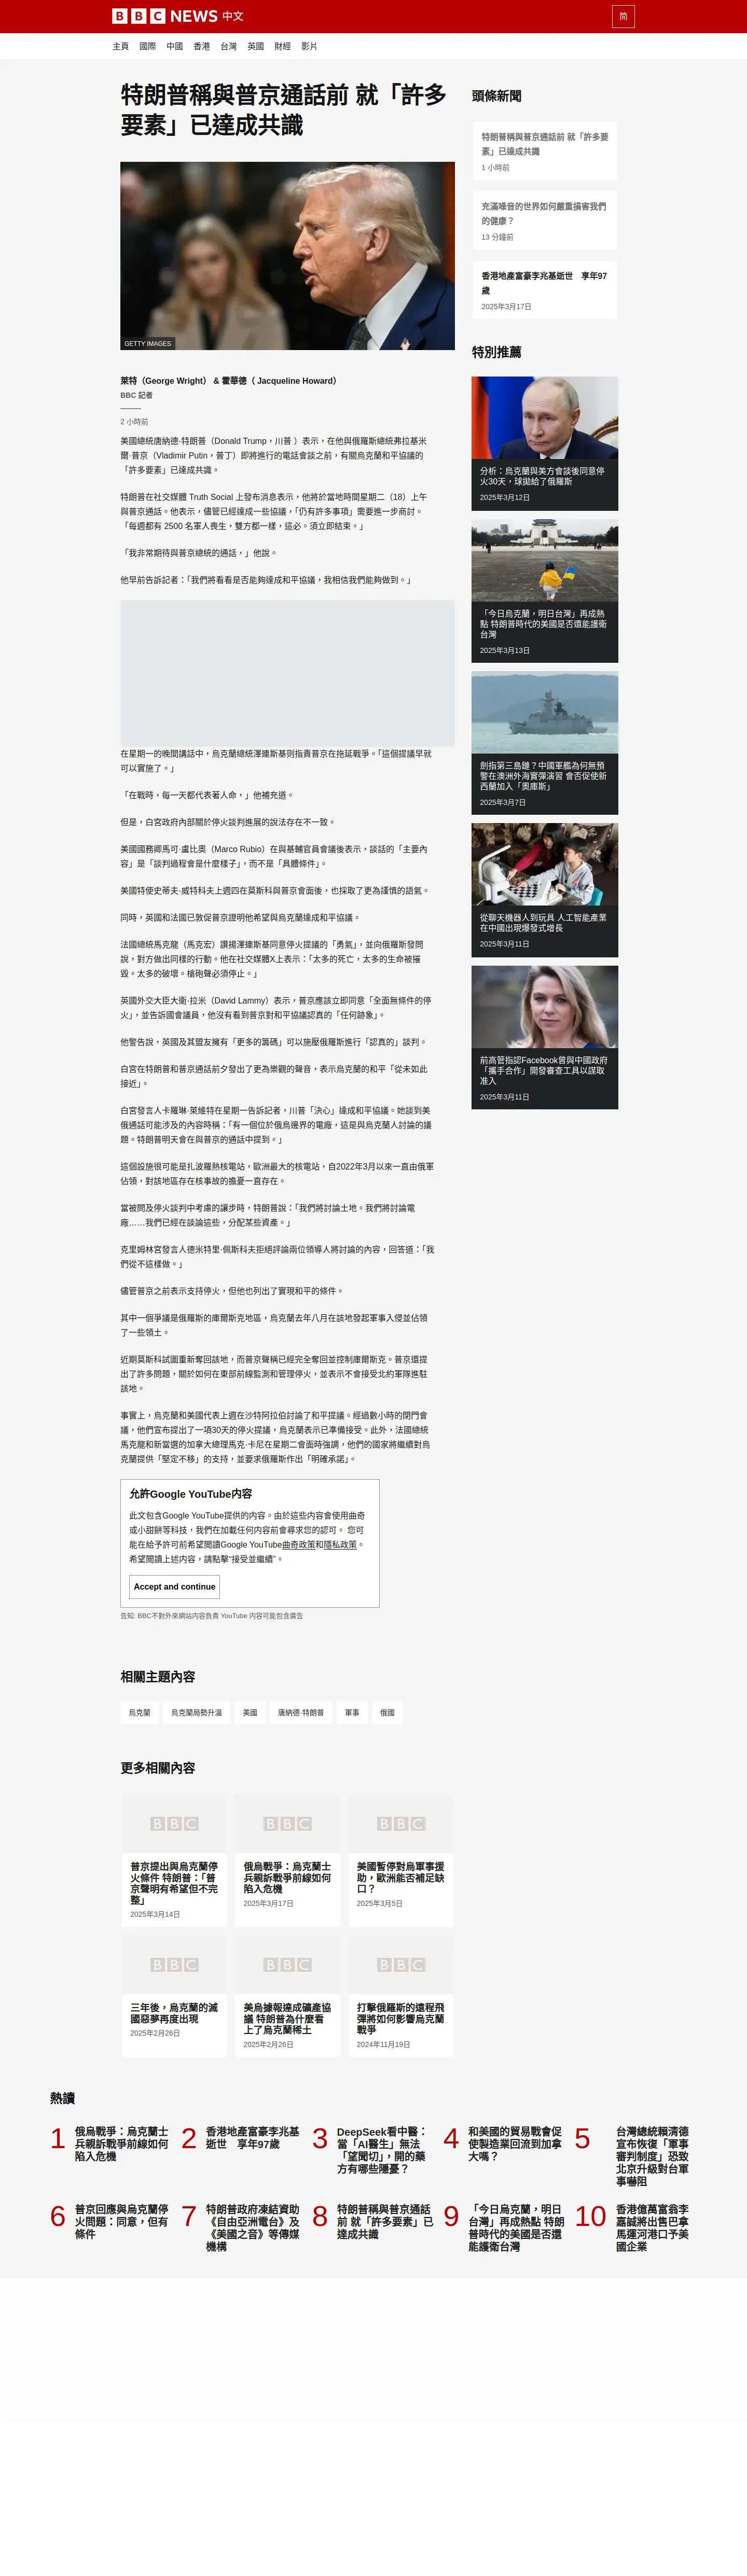 BBC NEWS 中文
简
主頁 國際 中國 香港 台灣 英國 財經 影片
特朗普稱與普京通話前 就「許多
要素」已達成共識
GETTY IMAGES
萊特（George Wright） & 霍華德（ Jacqueline Howard）
BBC 記者
2 小時前
美國總統唐納德·特朗普（Donald Trump，川普 ）表示，在他與俄羅斯總統弗拉基米
爾·普京（Vladimir Putin，普丁）即將進行的電話會談之前，有關烏克蘭和平協議的
「許多要素」已達成共識。
特朗普在社交媒體 Truth Social 上發布消息表示，他將於當地時間星期二（18）上午
與普京通話。他表示，儘管已經達成一些協議，「仍有許多事項」需要進一步商討。
「每週都有 2500 名軍人喪生，雙方都一樣，這必。須立即結束。」
「我非常期待與普京總統的通話，」他說。
他早前告訴記者：「我們將看看是否能夠達成和平協議，我相信我們能夠做到。」
在星期一的晚間講話中，烏克蘭總統澤連斯基則指責普京在拖延戰爭。「這個提議早就
可以實施了。」
「在戰時，每一天都代表著人命，」他補充道。
但是，白宮政府內部關於停火談判進展的說法存在不一致。
美國國務卿馬可·盧比奧（Marco Rubio）在與基輔官員會議後表示，談話的「主要內
容」是「談判過程會是什麼樣子」，而不是「具體條件」。
美國特使史蒂夫·威特科夫上週四在莫斯科與普京會面後，也採取了更為謹慎的語氣。
同時，英國和法國已敦促普京證明他希望與烏克蘭達成和平協議。
法國總統馬克龍（馬克宏）讚揚澤連斯基同意停火提議的「勇氣」，並向俄羅斯發問
說，對方做出同樣的行動。他在社交媒體X上表示：「太多的死亡，太多的生命被摧
毀。太多的破壞。槍砲聲必須停止。」
英國外交大臣大衛·拉米（David Lammy）表示，普京應該立即同意「全面無條件的停
火」，並告訴國會議員，他沒有看到普京對和平協議認真的「任何跡象」。
他警告說，英國及其盟友擁有「更多的籌碼」可以施壓俄羅斯進行「認真的」談判。
白宮在特朗普和普京通話前夕發出了更為樂觀的聲音，表示烏克蘭的和平「從未如此
接近」。
白宮發言人卡羅琳·萊維特在星期一告訴記者，川普「決心」達成和平協議。她談到美
俄通話可能涉及的內容時稱：「有一個位於俄烏邊界的電廠，這是與烏克蘭人討論的議
題。特朗普明天會在與普京的通話中提到。」
這個設施很可能是扎波羅熱核電站，歐洲最大的核電站，自2022年3月以來一直由俄軍
佔領，對該地區存在核事故的擔憂一直存在。
當被問及停火談判中考慮的讓步時，特朗普說：「我們將討論土地。我們將討論電
廠……我們已經在談論這些，分配某些資產。」
克里姆林宮發言人德米特里·佩斯科夫拒絕評論兩位領導人將討論的內容，回答道：「我
們從不這樣做。」
儘管普京之前表示支持停火，但他也列出了實現和平的條件。
其中一個爭議是俄羅斯的庫爾斯克地區，烏克蘭去年八月在該地發起軍事入侵並佔領
了一些領土。
近期莫斯科試圖重新奪回該地，而普京聲稱已經完全奪回並控制庫爾斯克。普京還提
出了許多問題，關於如何在東部前線監測和管理停火，並表示不會接受北約軍隊進駐
該地。
事實上，烏克蘭和美國代表上週在沙特阿拉伯討論了和平提議。經過數小時的閉門會
議，他們宣布提出了一項30天的停火提議，烏克蘭表示已準備接受。此外，法國總統
馬克龍和新當選的加拿大總理馬克·卡尼在星期二會面時強調，他們的國家將繼續對烏
克蘭提供「堅定不移」的支持，並要求俄羅斯作出「明確承諾」。
允許Google YouTube內容
此文包含Google YouTube提供的內容。由於這些内容會使用曲奇
或小甜餅等科技，我們在加載任何内容前會尋求您的認可。 您可
能在給予許可前希望閲讀Google YouTube曲奇政策和隱私政策。
希望閲讀上述内容，請點擊“接受並繼續”。
Accept and continue
告知: BBC不對外來網站内容負責 YouTube 内容可能包含廣告
相關主題內容
烏克蘭 烏克蘭局勢升溫 美國 唐納德·特朗普 軍事 俄國
更多相關內容
BBC BBC BBC
普京提出與烏克蘭停
火條件 特朗普：「普
京聲明有希望但不完
整」
2025年3月14日
俄烏戰爭：烏克蘭士
兵親訴戰爭前線如何
陷入危機
2025年3月17日
美國暫停對烏軍事援
助，歐洲能否補足缺
口？
2025年3月5日
BBC BBC BBC
三年後，烏克蘭的滅
國惡夢再度出現
2025年2月26日
美烏據報達成礦產協
議 特朗普為什麼看
上了烏克蘭稀土
2025年2月26日
打擊俄羅斯的遠程飛
彈將如何影響烏克蘭
戰爭
2024年11月19日
頭條新聞
特朗普稱與普京通話前 就「許多要
素」已達成共識
1 小時前
充滿噪音的世界如何嚴重損害我們
的健康？
13 分鐘前
香港地產富豪李兆基逝世　享年97
歲
2025年3月17日
特別推薦
分析：烏克蘭與美方會談後同意停
火30天，球拋給了俄羅斯
2025年3月12日
「今日烏克蘭，明日台灣」再成熱
點 特朗普時代的美國是否還能護衛
台灣
2025年3月13日
劍指第三島鏈？中國軍艦為何無預
警在澳洲外海實彈演習 會否促使新
西蘭加入「奧庫斯」
2025年3月7日
從聊天機器人到玩具 人工智能產業
在中國出現爆發式增長
2025年3月11日
前高管指認Facebook曾與中國政府
「攜手合作」開發審查工具以謀取
准入
2025年3月11日
熱讀
1 俄烏戰爭：烏克蘭士
兵親訴戰爭前線如何
陷入危機
2 香港地產富豪李兆基
逝世　享年97歲
3 DeepSeek看中醫：
當「AI醫生」無法
「望聞切」，開的藥
方有哪些隱憂？
4 和美國的貿易戰會促
使製造業回流到加拿
大嗎？
5 台灣總統賴清德
宣布恢復「軍事
審判制度」恐致
北京升級對台軍
事嚇阻
6 普京回應與烏克蘭停
火問題：同意，但有
條件
7 特朗普政府凍結資助
《自由亞洲電台》及
《美國之音》等傳媒
機構
8 特朗普稱與普京通話
前 就「許多要素」已
達成共識
9 「今日烏克蘭，明日
台灣」再成熱點 特朗
普時代的美國是否還
能護衛台灣
10 香港億萬富翁李
嘉誠將出售巴拿
馬運河港口予美
國企業